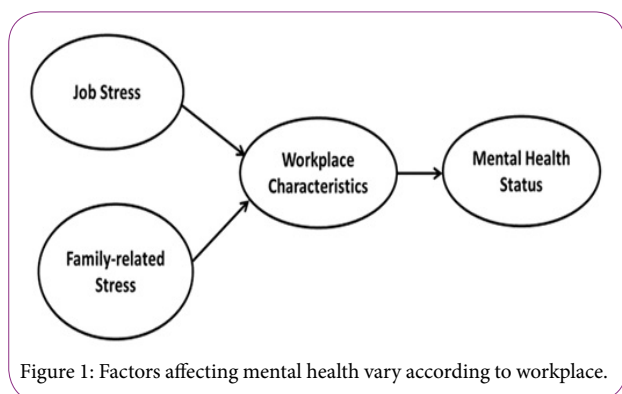 Job Stress
Workplace
Characteristics
Mental Health
Status
Family-related
Stress
Figure 1: Factors affecting mental health vary according to workplace.